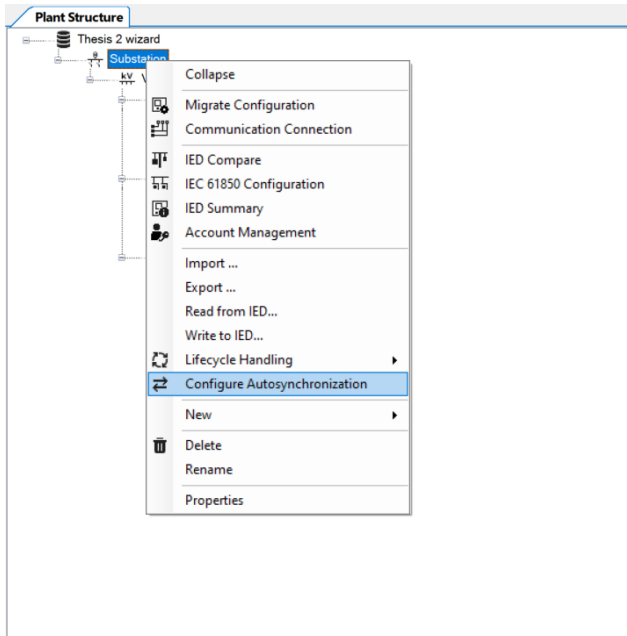 Plant Structure
Thesis 2 wizard
Substation
kV
Collapse
Migrate Configuration
Communication Connection
IED Compare
IEC 61850 Configuration
IED Summary
Account Management
Import ...
Export ...
Read from IED...
Write to IED...
Lifecycle Handling
Configure Autosynchronization
New
Delete
Rename
Properties